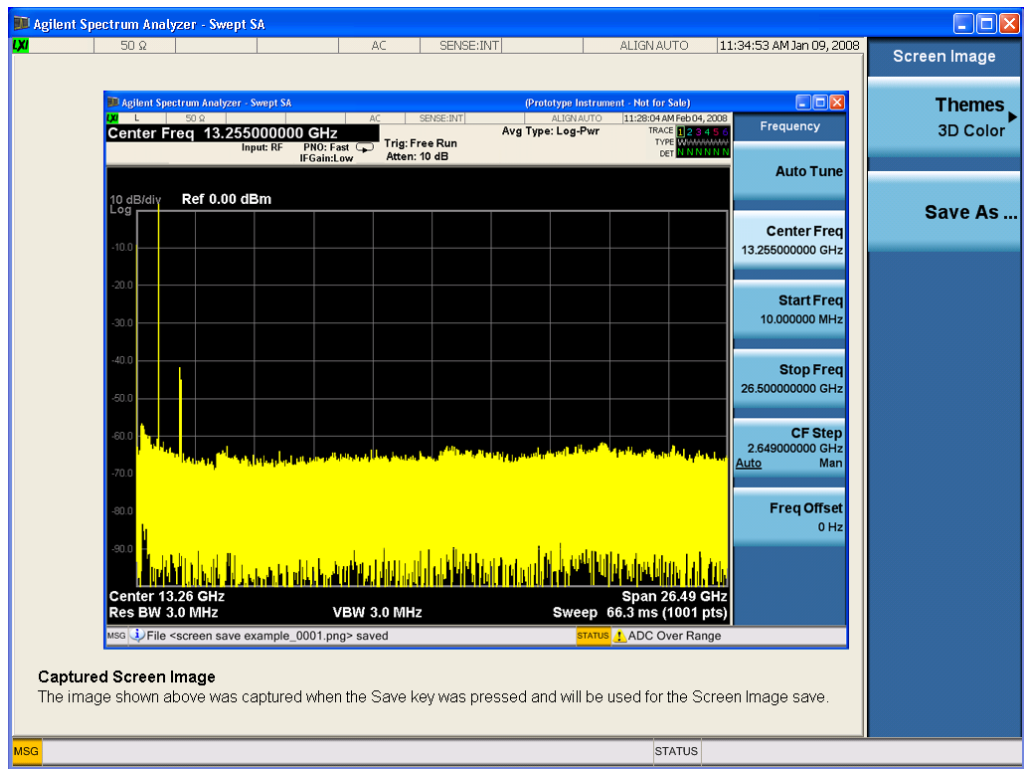 Agilent Spectrum Analyzer - Swept SA
LXI 50 Ω AC SENSE:INT ALIGN AUTO 11:34:53 AM Jan 09, 2008
Screen Image
Themes
3D Color
Save As ...
Agilent Spectrum Analyzer - Swept SA (Prototype Instrument - Not for Sale)
LXI L 50 Ω AC SENSE:INT ALIGN AUTO 11:28:04 AM Feb 04, 2008
Center Freq 13.255000000 GHz
Input: RF
PNO: Fast
IFGain:Low
Trig: Free Run
Atten: 10 dB
Avg Type: Log-Pwr
TRACE 1 2 3 4 5 6
TYPE WWWWWW
DET N N N N N N
10 dB/div
Log
Ref 0.00 dBm
-10.0
-20.0
-30.0
-40.0
-50.0
-60.0
-70.0
-80.0
-90.0
Center 13.26 GHz
Span 26.49 GHz
Res BW 3.0 MHz
VBW 3.0 MHz
Sweep 66.3 ms (1001 pts)
MSG File <screen save example_0001.png> saved
STATUS ADC Over Range
Frequency
Auto Tune
Center Freq
13.255000000 GHz
Start Freq
10.000000 MHz
Stop Freq
26.500000000 GHz
CF Step
2.649000000 GHz
Auto Man
Freq Offset
0 Hz
Captured Screen Image
The image shown above was captured when the Save key was pressed and will be used for the Screen Image save.
MSG
STATUS